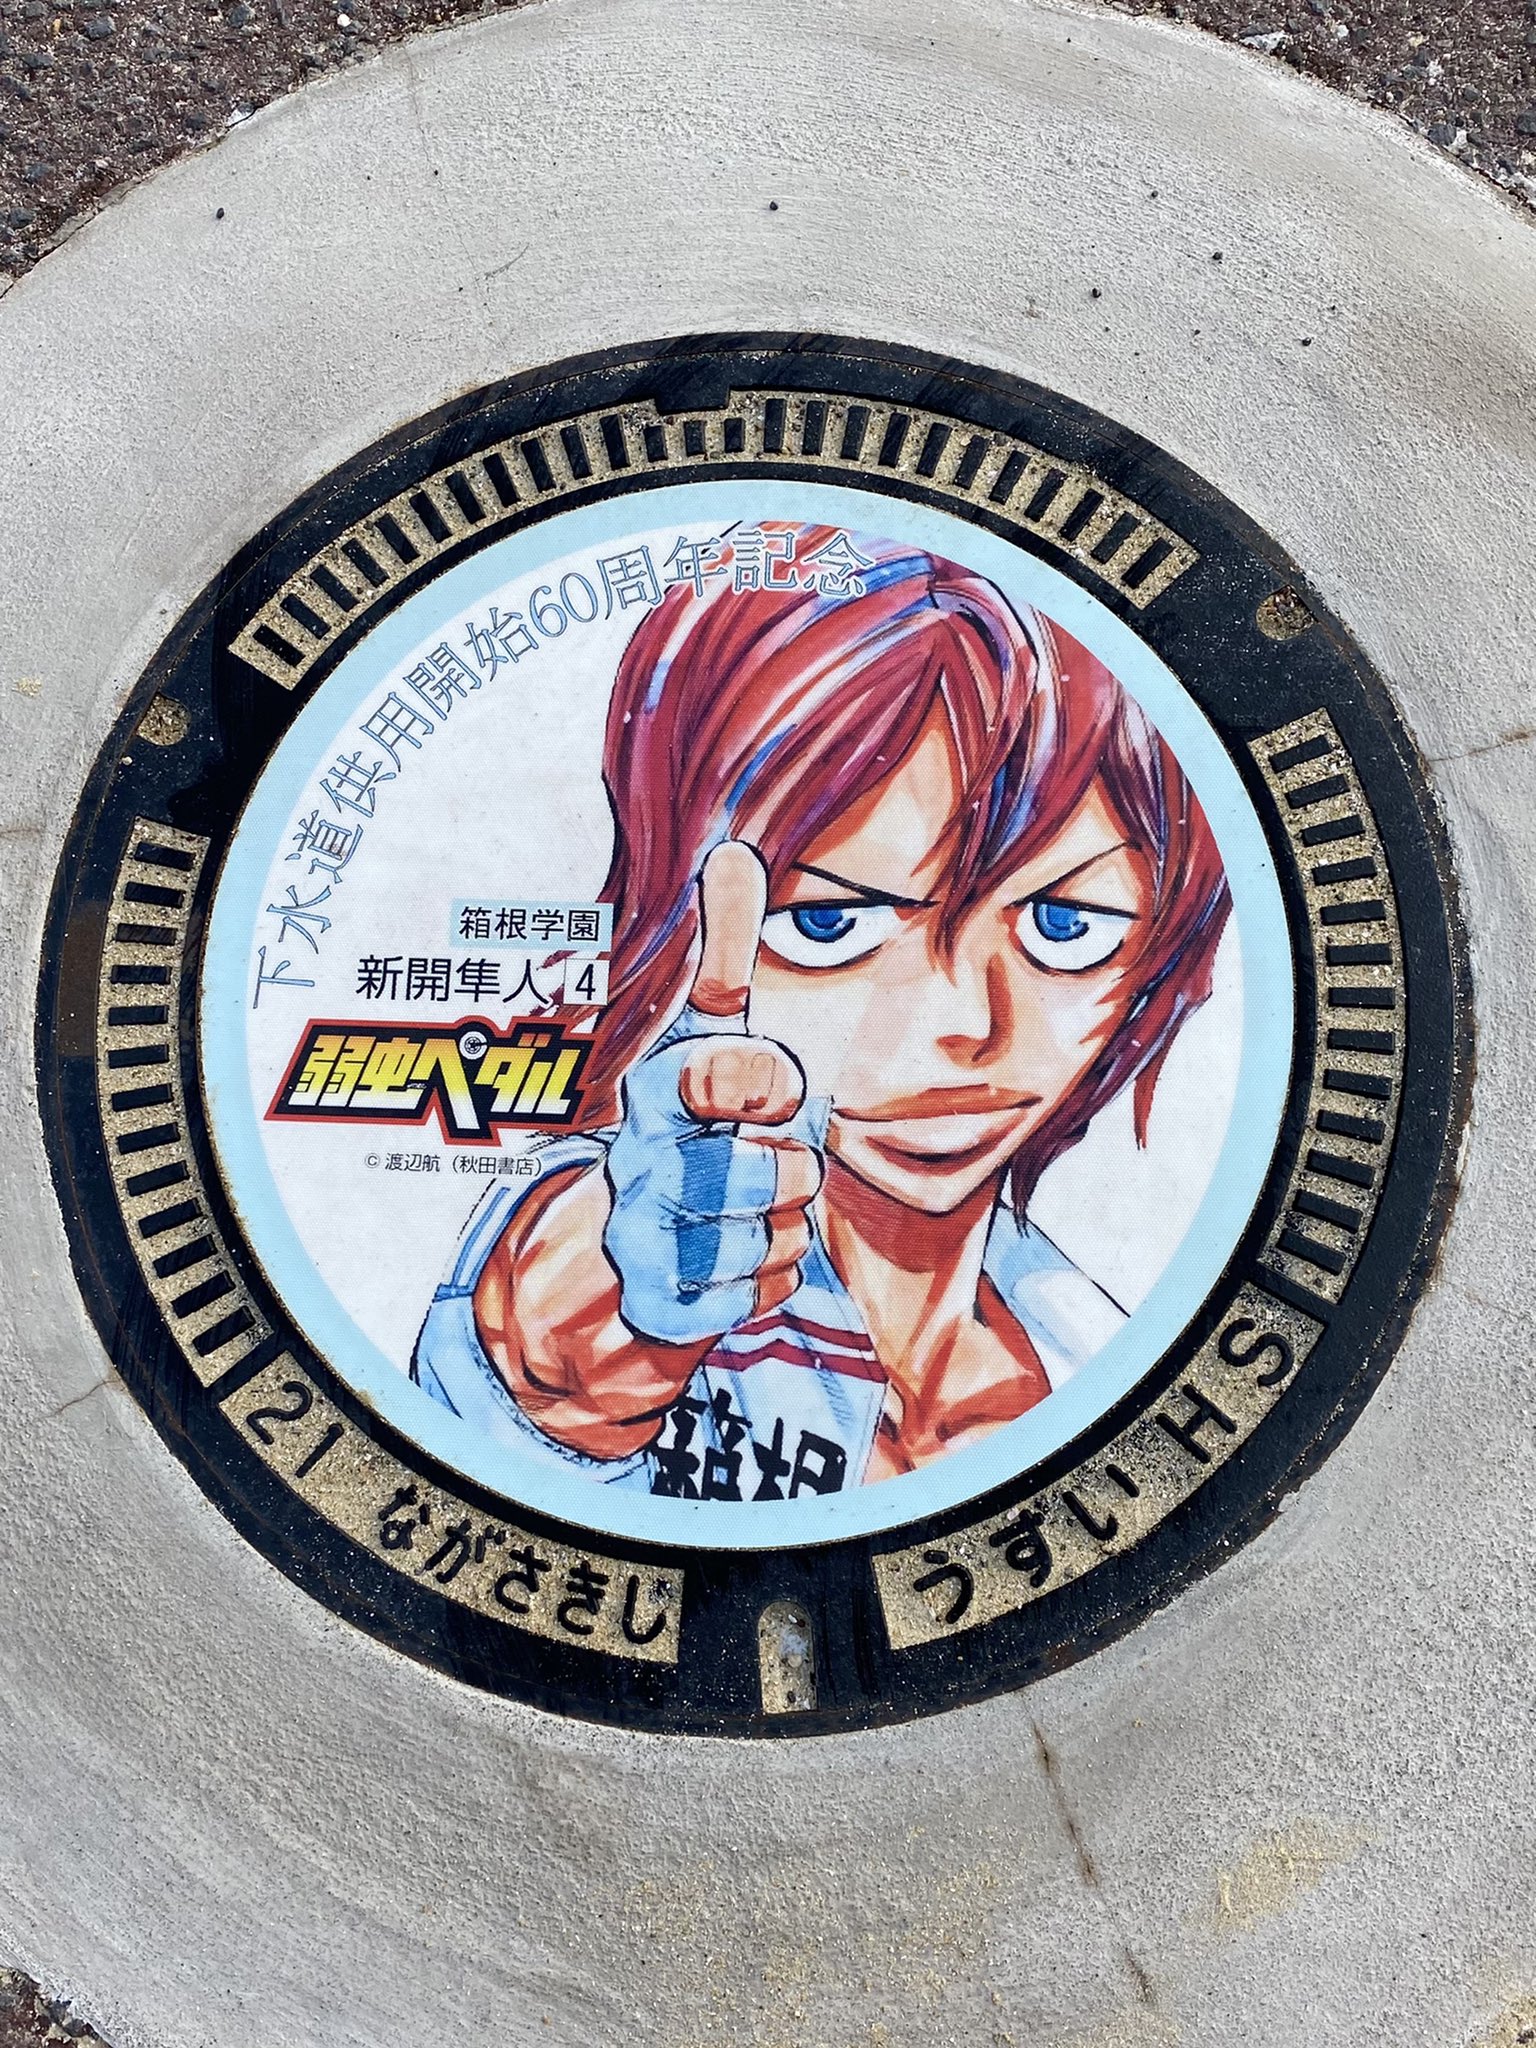 下水道供用開始60周年記念
箱根学園
新開隼人 4
弱虫ペダル
© 渡辺航（秋田書店）
箱根
21 ながさきし
うすい HS